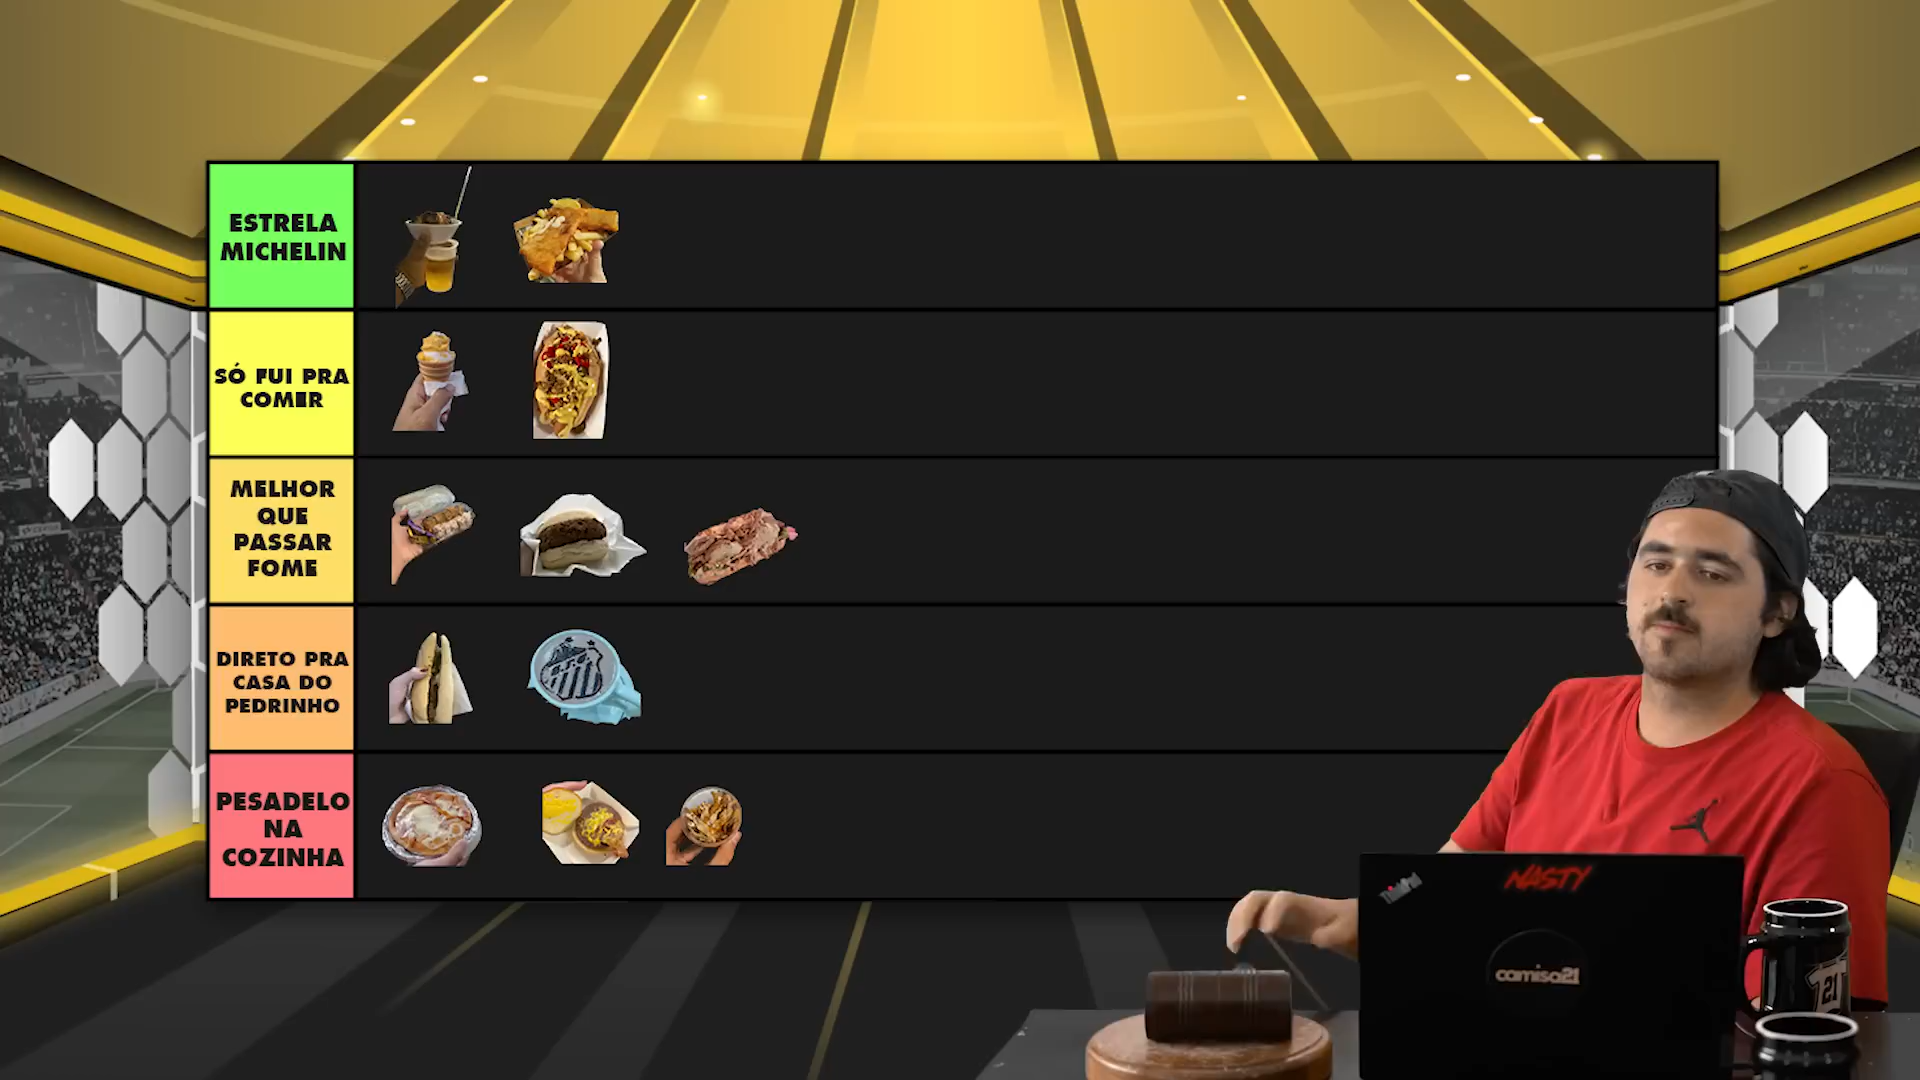 ESTRELA
MICHELIN
SÓ FUI PRA
COMER
MELHOR
QUE
PASSAR
FOME
DIRETO PRA
CASA DO
PEDRINHO
PESADELO
NA
COZINHA
ThinkPad
NASTY
camisa21
21